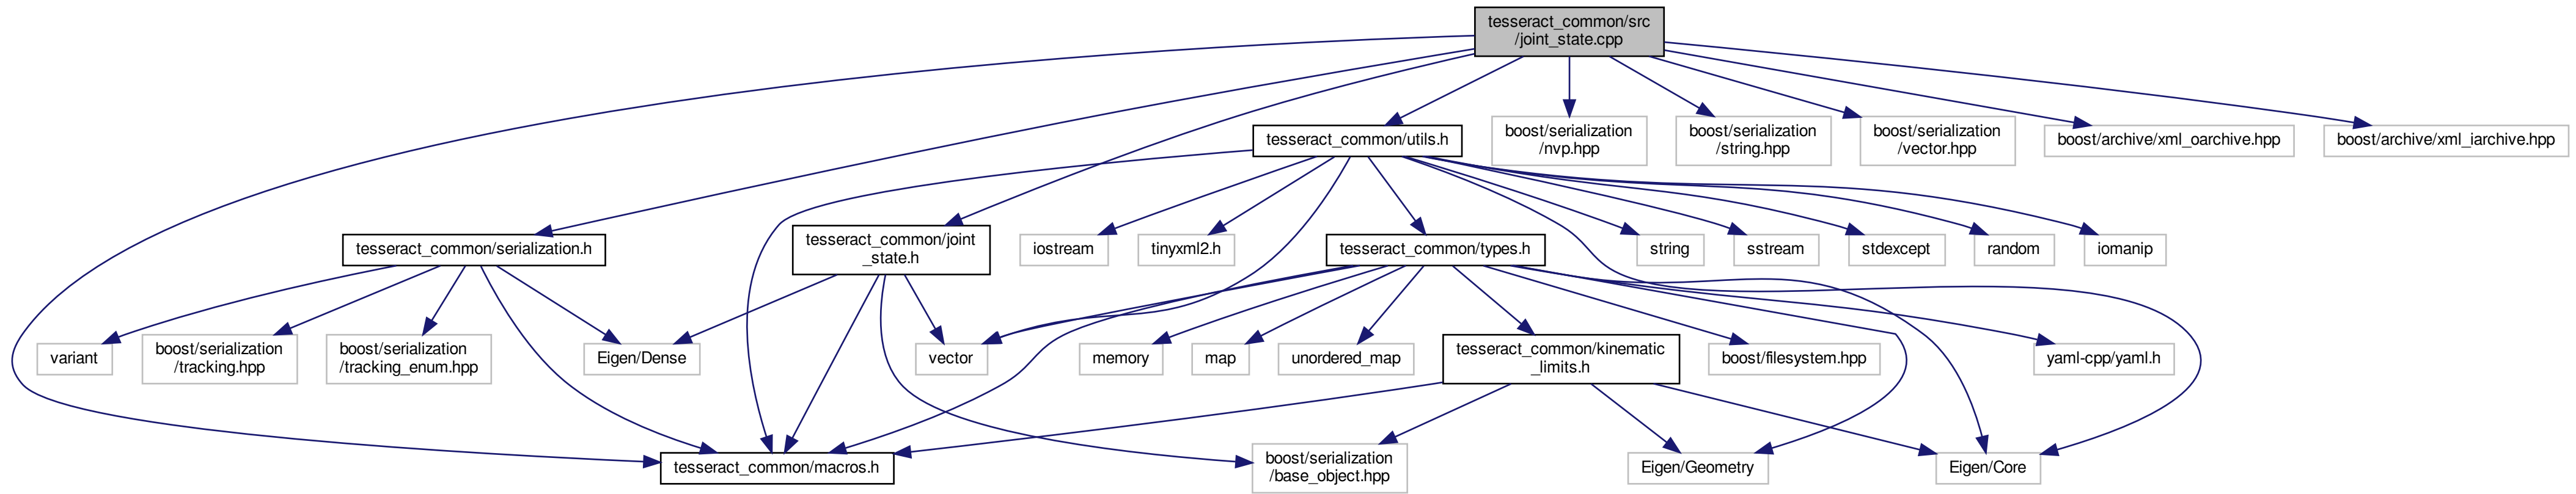 tesseract_common/src
/joint_state.cpp
tesseract_common/utils.h
boost/serialization
/nvp.hpp
boost/serialization
/string.hpp
boost/serialization
/vector.hpp
boost/archive/xml_oarchive.hpp
boost/archive/xml_iarchive.hpp
tesseract_common/serialization.h
tesseract_common/joint
_state.h
iostream
tinyxml2.h
tesseract_common/types.h
string
sstream
stdexcept
random
iomanip
variant
boost/serialization
/tracking.hpp
boost/serialization
/tracking_enum.hpp
Eigen/Dense
vector
memory
map
unordered_map
tesseract_common/kinematic
_limits.h
boost/filesystem.hpp
yaml-cpp/yaml.h
tesseract_common/macros.h
boost/serialization
/base_object.hpp
Eigen/Geometry
Eigen/Core